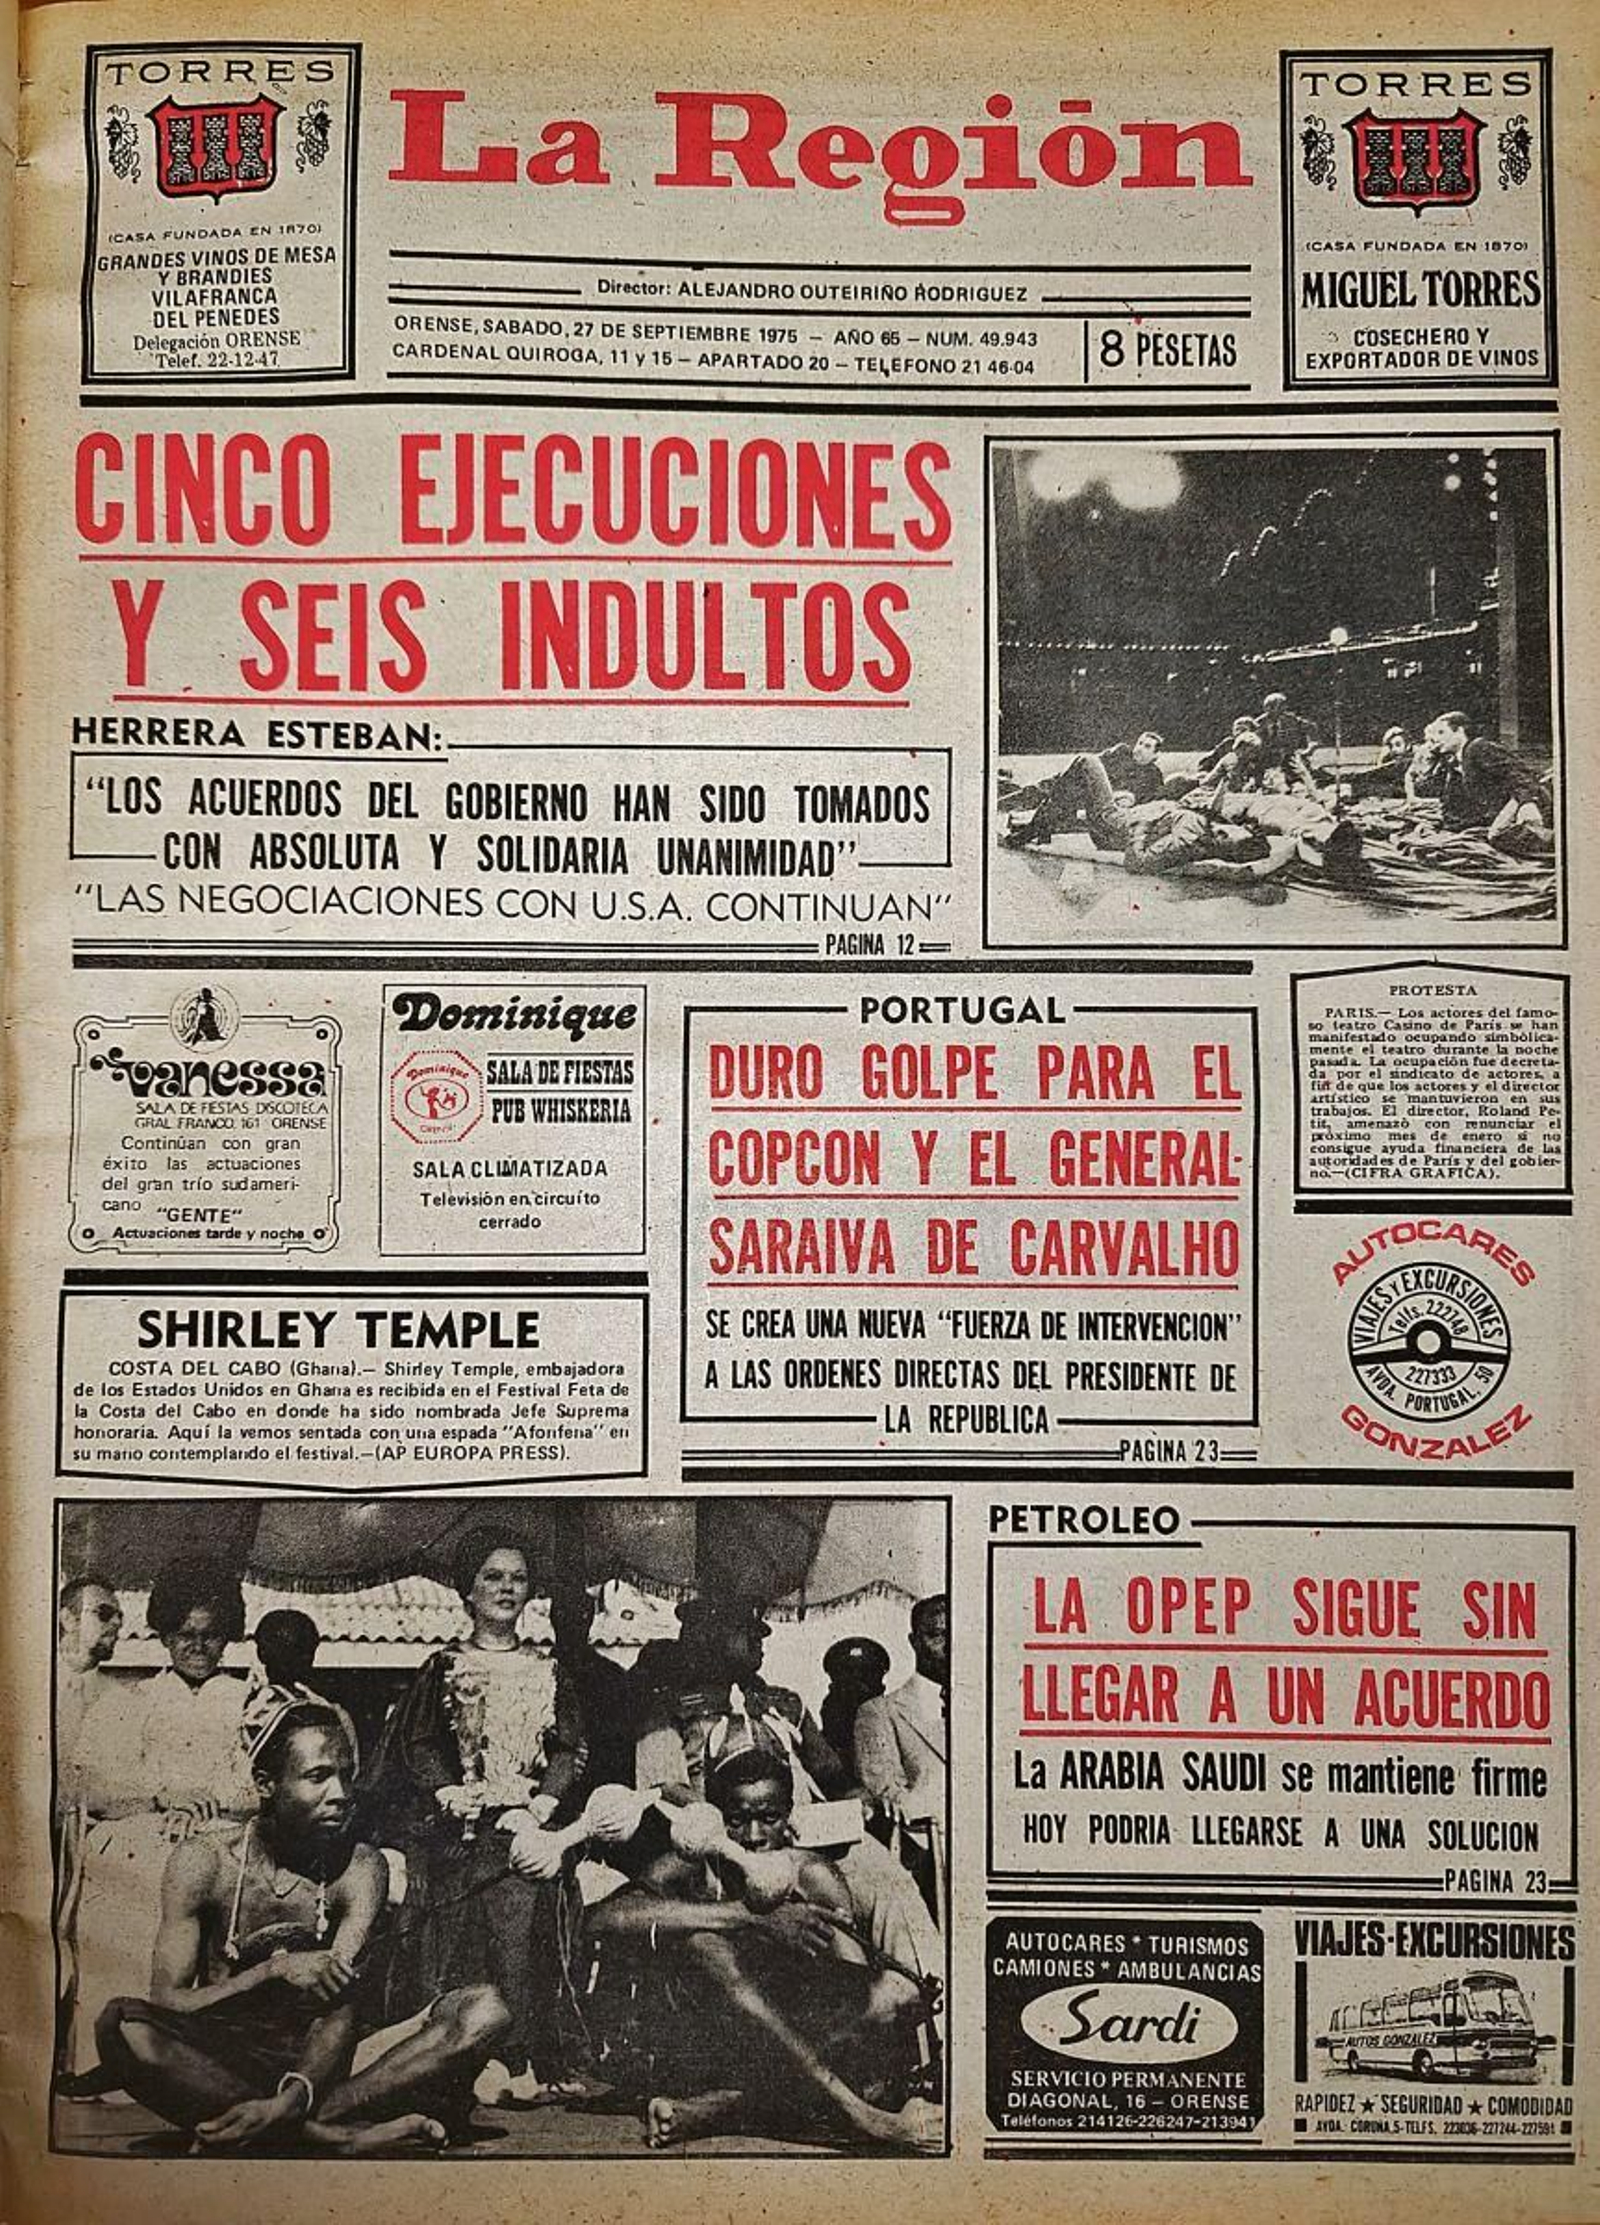 TORRES
(CASA FUNDADA EN 1870)
GRANDES VINOS DE MESA
Y BRANDIES
VILAFRANCA
DEL PENEDES
Delegación ORENSE
Telef. 22-12-47
La Región
Director: ALEJANDRO OUTEIRIÑO RODRIGUEZ
ORENSE, SABADO, 27 DE SEPTIEMBRE 1975 — AÑO 65 — NUM. 49.943
CARDENAL QUIROGA, 11 y 15 — APARTADO 20 — TELEFONO 21 46-04
8 PESETAS
TORRES
(CASA FUNDADA EN 1870)
MIGUEL TORRES
COSECHERO Y
EXPORTADOR DE VINOS
CINCO EJECUCIONES
Y SEIS INDULTOS
HERRERA ESTEBAN:
“LOS ACUERDOS DEL GOBIERNO HAN SIDO TOMADOS
CON ABSOLUTA Y SOLIDARIA UNANIMIDAD”
“LAS NEGOCIACIONES CON U.S.A. CONTINUAN”
PAGINA 12
vanessa
SALA DE FIESTAS DISCOTECA
GRAL FRANCO, 161 ORENSE
Continúan con gran
éxito las actuaciones
del gran trío sudameri-
cano “GENTE”
Actuaciones tarde y noche
Dominique
Dominique
SALA DE FIESTAS
PUB WHISKERIA
SALA CLIMATIZADA
Televisión en circuíto
cerrado
PORTUGAL
DURO GOLPE PARA EL
COPCON Y EL GENERAL
SARAIVA DE CARVALHO
SE CREA UNA NUEVA “FUERZA DE INTERVENCION”
A LAS ORDENES DIRECTAS DEL PRESIDENTE DE
LA REPUBLICA
PAGINA 23
PROTESTA
PARIS.— Los actores del famo-
so teatro Casino de París se han
manifestado ocupando simbólica-
mente el teatro durante la noche
pasada. La ocupación fue decreta-
da por el sindicato de actores, a
fin de que los actores y el director
artístico se mantuvieron en sus
trabajos. El director, Roland Pe-
tit, amenazó con renunciar el
próximo mes de enero si no
consigue ayuda financiera de las
autoridades de París y del gobier-
no.—(CIFRA GRAFICA).
AUTOCARES
VIAJES Y EXCURSIONES
Telfs. 222748
227333
AVDA. PORTUGAL, 50
GONZALEZ
SHIRLEY TEMPLE
COSTA DEL CABO (Ghana).— Shirley Temple, embajadora
de los Estados Unidos en Ghana es recibida en el Festival Feta de
la Costa del Cabo en donde ha sido nombrada Jefe Suprema
honoraria. Aquí la vemos sentada con una espada “Afonfena” en
su mano contemplando el festival.—(AP EUROPA PRESS).
PETROLEO
LA OPEP SIGUE SIN
LLEGAR A UN ACUERDO
La ARABIA SAUDI se mantiene firme
HOY PODRIA LLEGARSE A UNA SOLUCION
PAGINA 23
AUTOCARES * TURISMOS
CAMIONES * AMBULANCIAS
Sardi
SERVICIO PERMANENTE
DIAGONAL, 16 — ORENSE
Teléfonos 214126-226247-213941
VIAJES-EXCURSIONES
AUTOS GONZALEZ
RAPIDEZ ★ SEGURIDAD ★ COMODIDAD
AVDA. CORUÑA, 5-TELFS. 223036-227244-227591